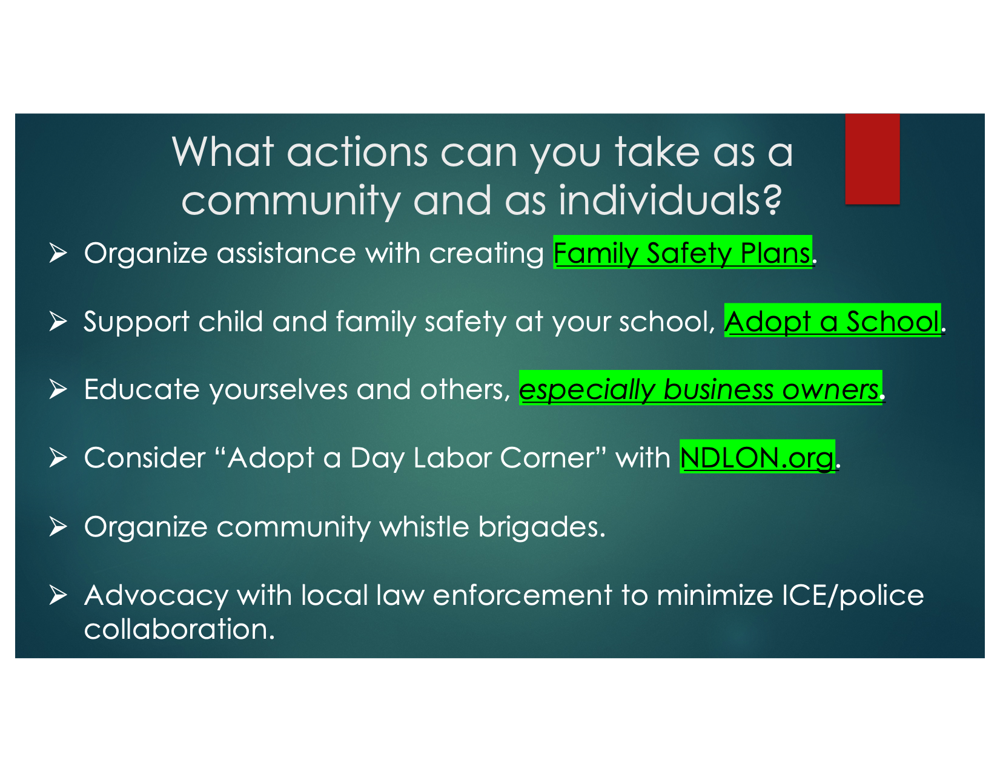 What actions can you take as a
community and as individuals?
➢ Organize assistance with creating Family Safety Plans.
➢ Support child and family safety at your school, Adopt a School.
➢ Educate yourselves and others, especially business owners.
➢ Consider “Adopt a Day Labor Corner” with NDLON.org.
➢ Organize community whistle brigades.
➢ Advocacy with local law enforcement to minimize ICE/police
collaboration.